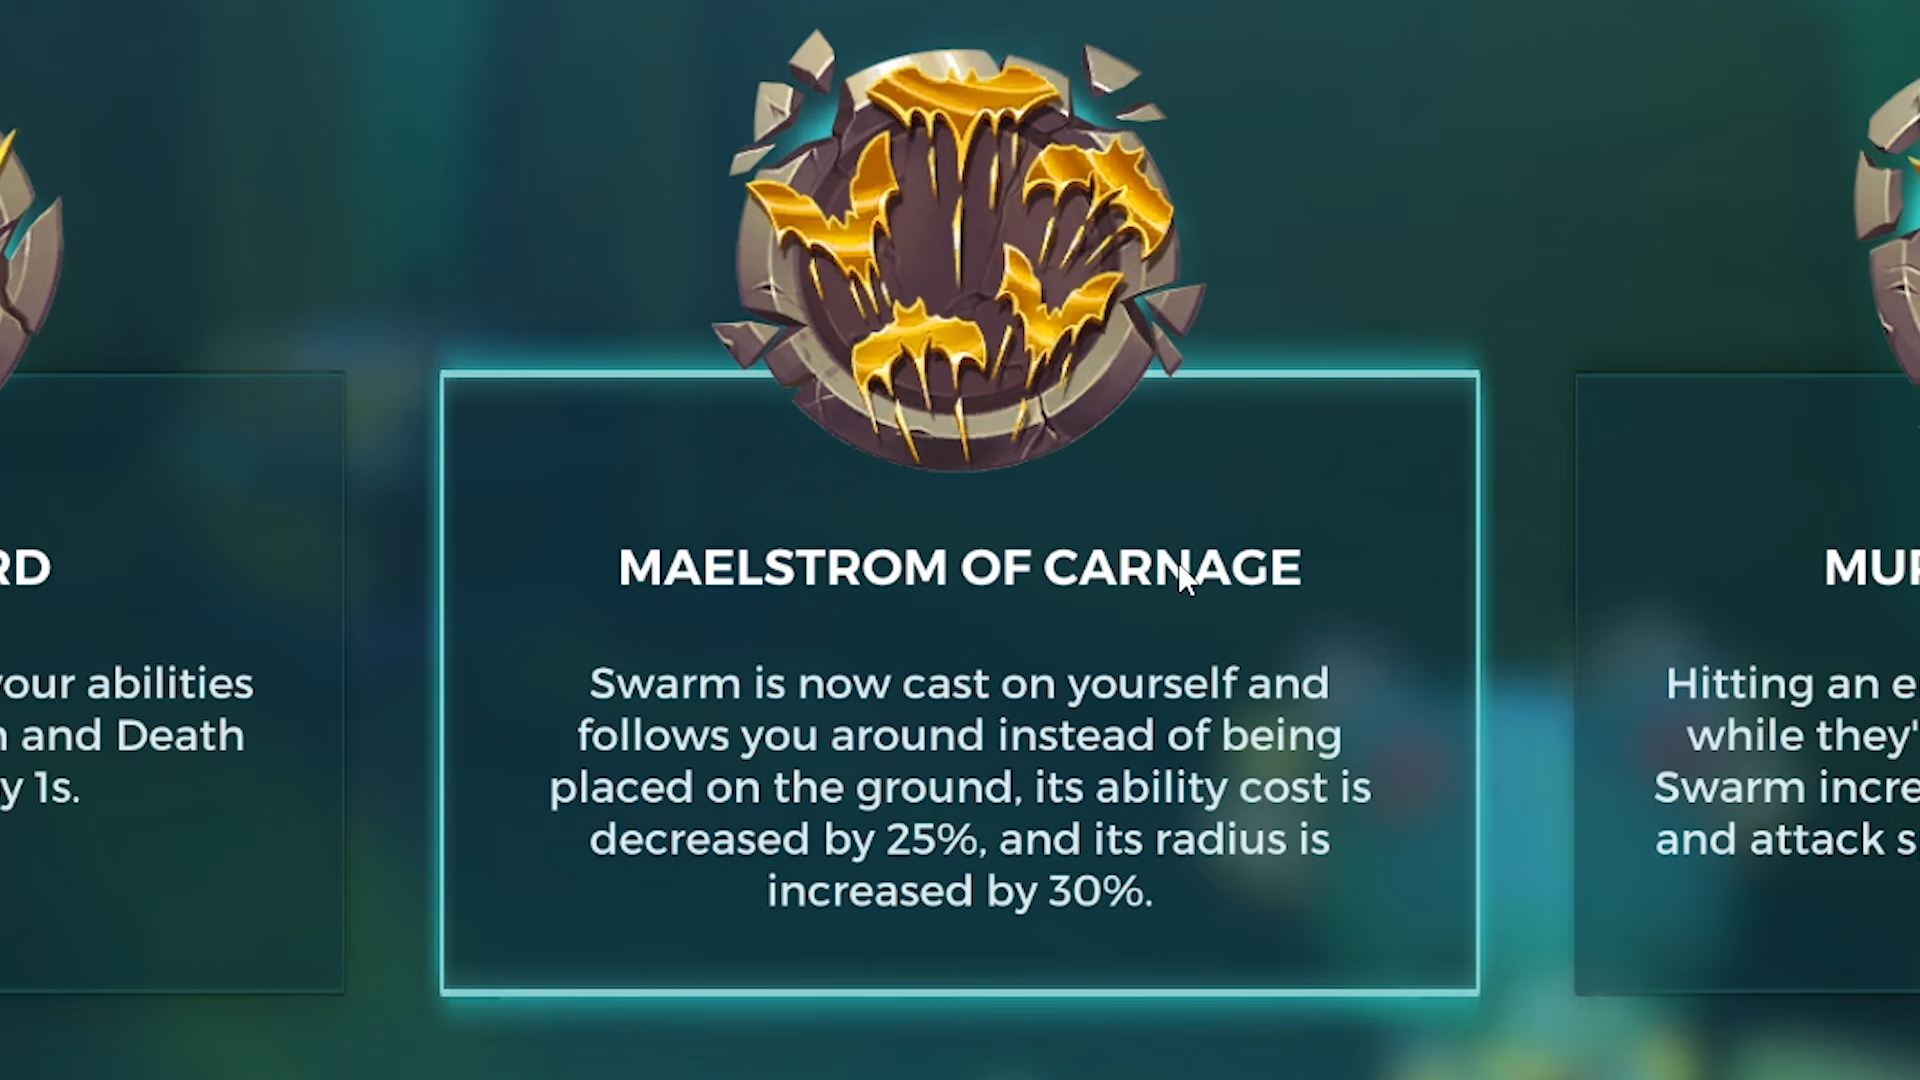 RD
your abilities
and Death
y 1s.
MAELSTROM OF CARNAGE
Swarm is now cast on yourself and
follows you around instead of being
placed on the ground, its ability cost is
decreased by 25%, and its radius is
increased by 30%.
MUR
Hitting an e
while they'
Swarm incre
and attack s